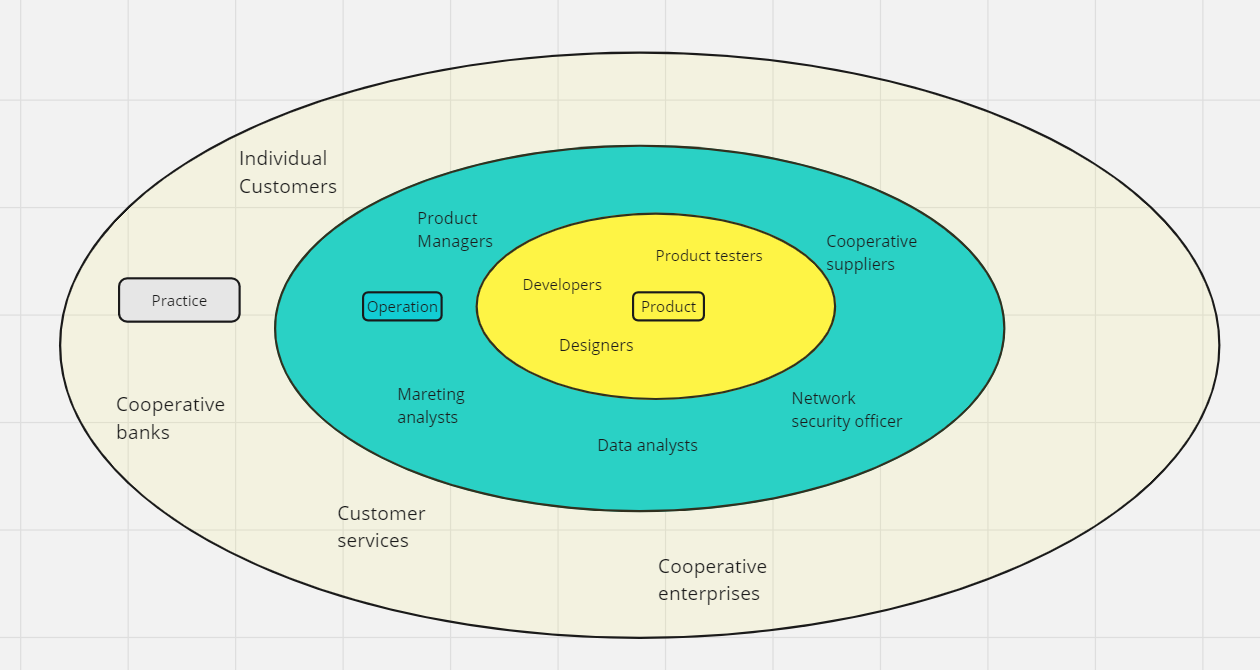 Individual
Customers
Product
Managers
Cooperative
suppliers
Product testers
Developers
Practice
Operation
Product
Designers
Mareting
analysts
Network
security officer
Cooperative
banks
Data analysts
Customer
services
Cooperative
enterprises